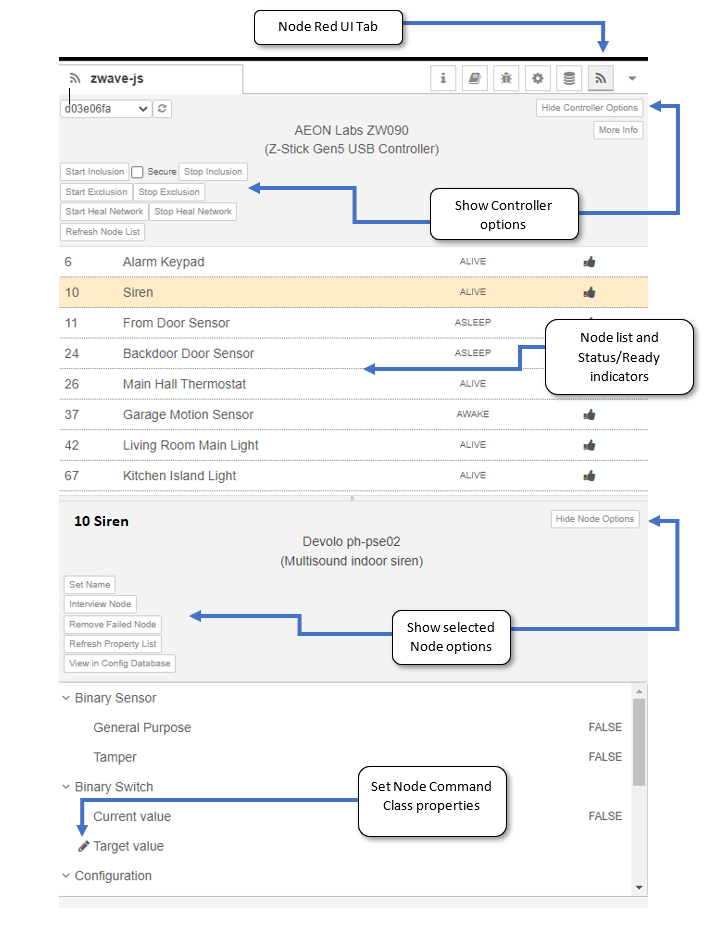 Node Red UI Tab
zwave-js
d03e06fa
Hide Controller Options
AEON Labs ZW090
More Info
(Z-Stick Gen5 USB Controller)
Start Inclusion Secure Stop Inclusion
Start Exclusion Stop Exclusion
Start Heal Network Stop Heal Network
Refresh Node List
Show Controller
options
6 Alarm Keypad ALIVE
10 Siren ALIVE
11 From Door Sensor ASLEEP
24 Backdoor Door Sensor ASLEEP
26 Main Hall Thermostat ALIVE
37 Garage Motion Sensor AWAKE
42 Living Room Main Light ALIVE
67 Kitchen Island Light ALIVE
Node list and
Status/Ready
indicators
10 Siren
Hide Node Options
Devolo ph-pse02
(Multisound indoor siren)
Set Name
Interview Node
Remove Failed Node
Refresh Property List
View in Config Database
Show selected
Node options
Binary Sensor
General Purpose FALSE
Tamper FALSE
Binary Switch
Current value FALSE
Target value
Configuration
Set Node Command
Class properties